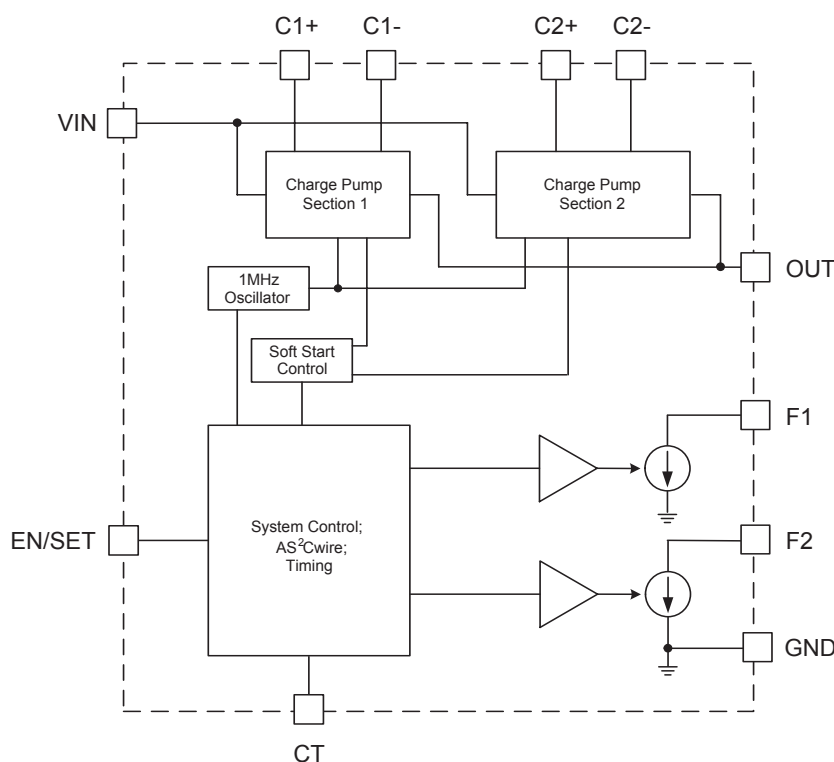 C1+
C1-
C2+
C2-
VIN
Charge Pump
Section 1
Charge Pump
Section 2
OUT
1MHz
Oscillator
Soft Start
Control
F1
System Control;
AS²Cwire;
Timing
EN/SET
F2
GND
CT